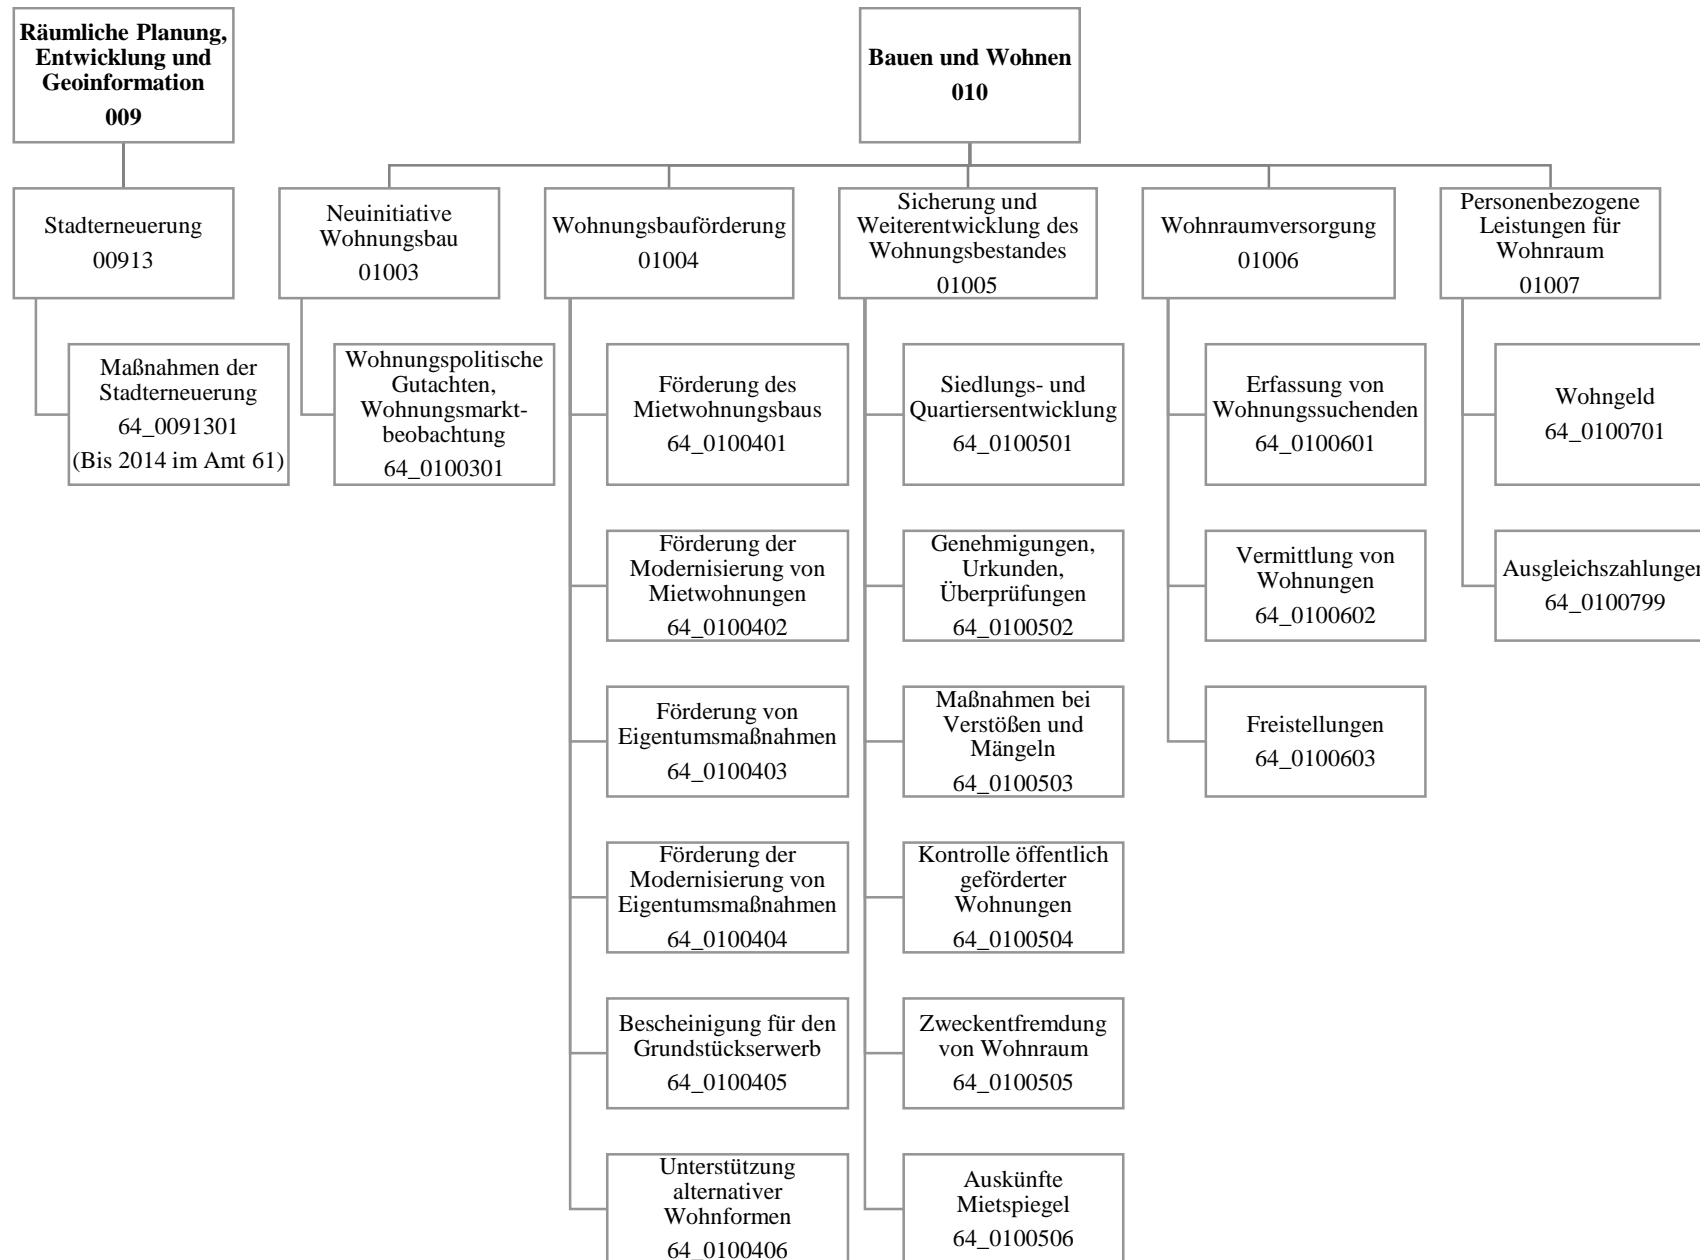 Räumliche Planung,
Entwicklung und
Geoinformation
009
Bauen und Wohnen
010
Stadterneuerung
00913
Neuinitiative
Wohnungsbau
01003
Wohnungsbauförderung
01004
Sicherung und
Weiterentwicklung des
Wohnungsbestandes
01005
Wohnraumversorgung
01006
Personenbezogene
Leistungen für
Wohnraum
01007
Maßnahmen der
Stadterneuerung
64_0091301
(Bis 2014 im Amt 61)
Wohnungspolitische
Gutachten,
Wohnungsmarkt-
beobachtung
64_0100301
Förderung des
Mietwohnungsbaus
64_0100401
Siedlungs- und
Quartiersentwicklung
64_0100501
Erfassung von
Wohnungssuchenden
64_0100601
Wohngeld
64_0100701
Förderung der
Modernisierung von
Mietwohnungen
64_0100402
Genehmigungen,
Urkunden,
Überprüfungen
64_0100502
Vermittlung von
Wohnungen
64_0100602
Ausgleichszahlungen
64_0100799
Förderung von
Eigentumsmaßnahmen
64_0100403
Maßnahmen bei
Verstößen und
Mängeln
64_0100503
Freistellungen
64_0100603
Förderung der
Modernisierung von
Eigentumsmaßnahmen
64_0100404
Kontrolle öffentlich
geförderter
Wohnungen
64_0100504
Bescheinigung für den
Grundstückserwerb
64_0100405
Zweckentfremdung
von Wohnraum
64_0100505
Unterstützung
alternativer
Wohnformen
64_0100406
Auskünfte
Mietspiegel
64_0100506